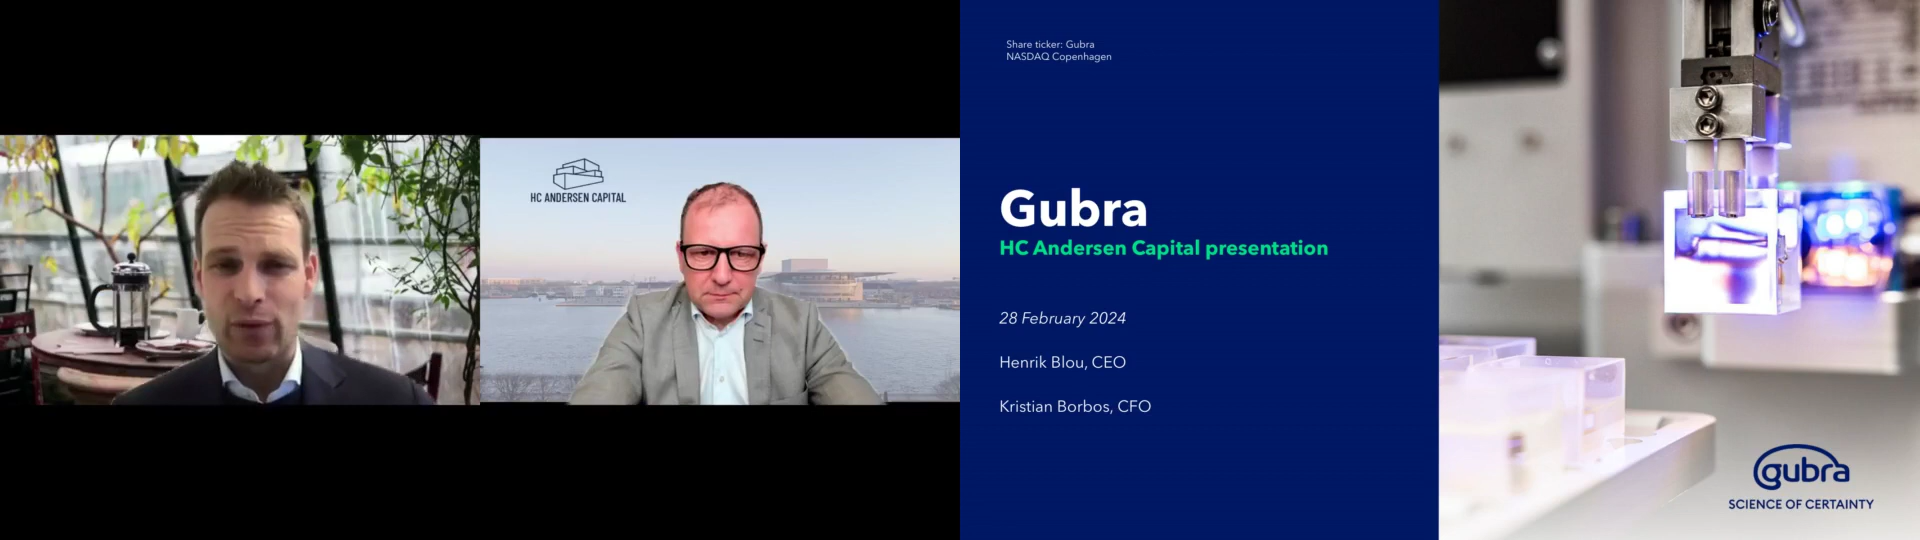 HC ANDERSEN CAPITAL
Share ticker: Gubra
NASDAQ Copenhagen
Gubra
HC Andersen Capital presentation
28 February 2024
Henrik Blou, CEO
Kristian Borbos, CFO
gubra
SCIENCE OF CERTAINTY